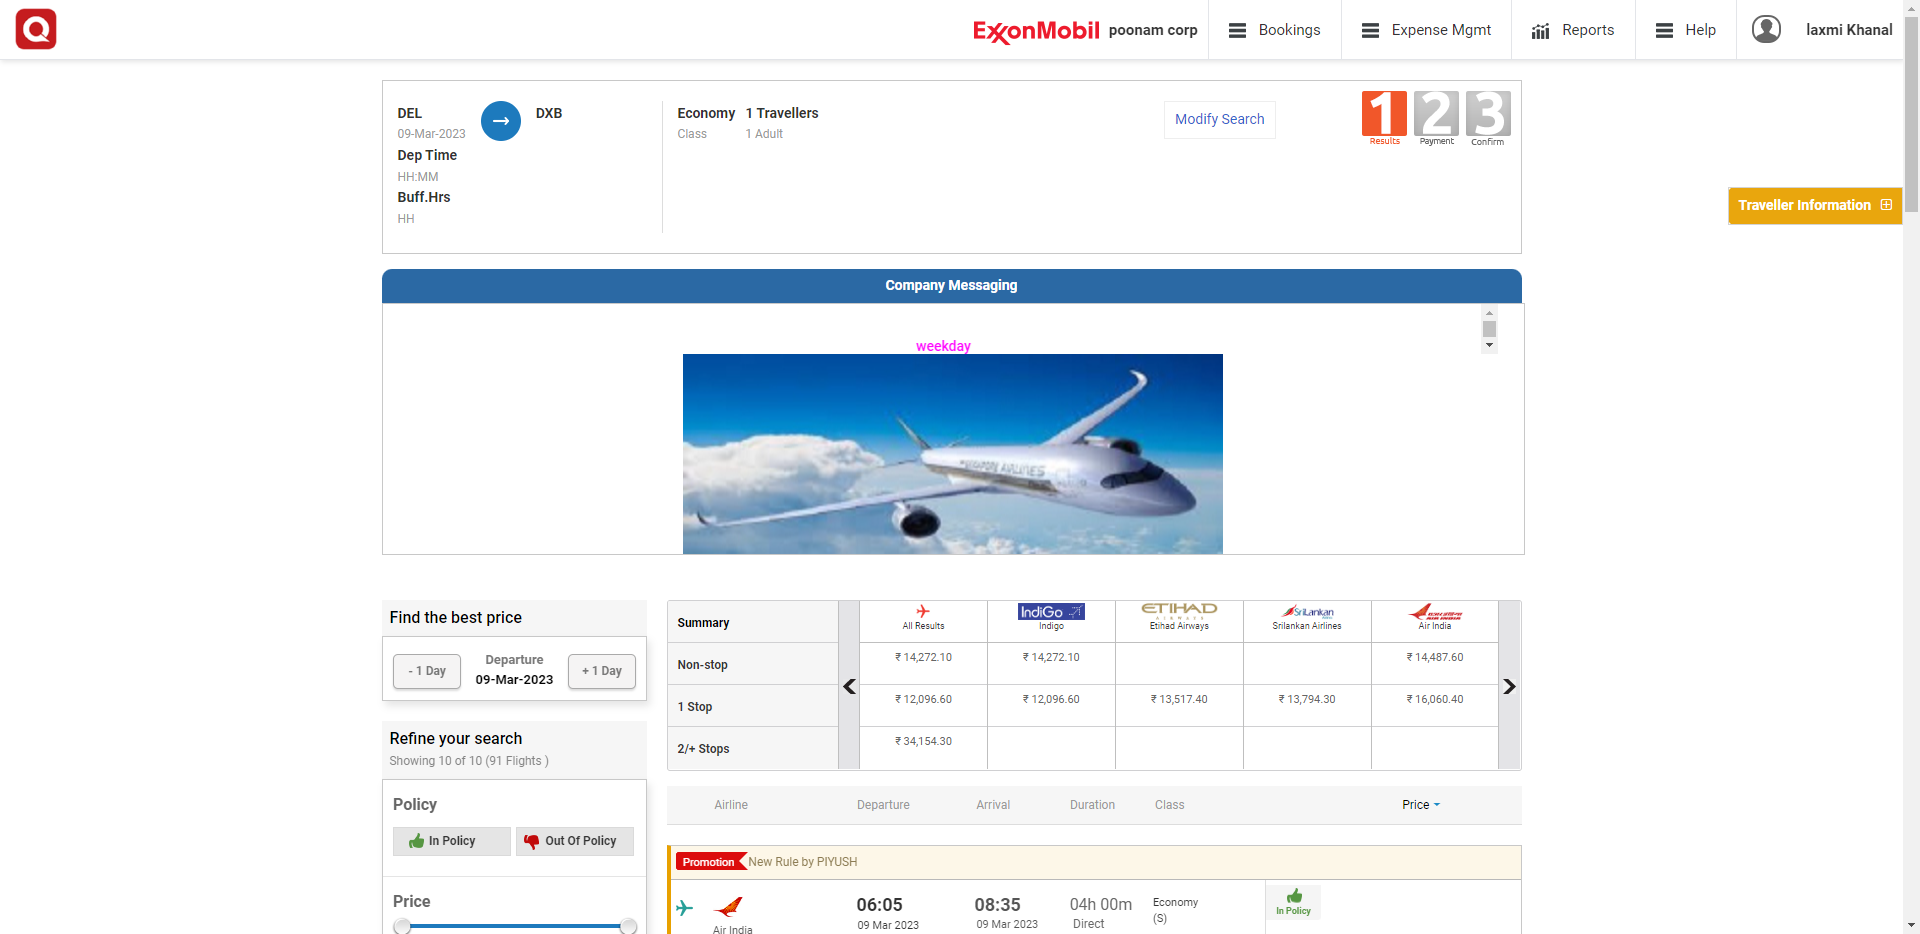 Q
ExxonMobil poonam corp Bookings Expense Mgmt Reports Help laxmi Khanal
DEL → DXB
09-Mar-2023
Dep Time
HH:MM
Buff.Hrs
HH
Economy 1 Travellers
Class 1 Adult
Modify Search
1 2 3
Results Payment Confirm
Traveller Information
Company Messaging
weekday
AIRLINES
Find the best price
- 1 Day Departure + 1 Day
09-Mar-2023
Refine your search
Showing 10 of 10 (91 Flights )
Policy
In Policy Out Of Policy
Price
Summary All Results IndiGo Indigo ETIHAD AIRWAYS Etihad Airways SriLankan Srilankan Airlines AIR INDIA Air India
Non-stop ₹ 14,272.10 ₹ 14,272.10 ₹ 14,487.60
1 Stop ₹ 12,096.60 ₹ 12,096.60 ₹ 13,517.40 ₹ 13,794.30 ₹ 16,060.40
2/+ Stops ₹ 34,154.30
Airline Departure Arrival Duration Class Price
Promotion New Rule by PIYUSH
06:05 08:35 04h 00m Economy
09 Mar 2023 09 Mar 2023 Direct (S)
Air India
In Policy